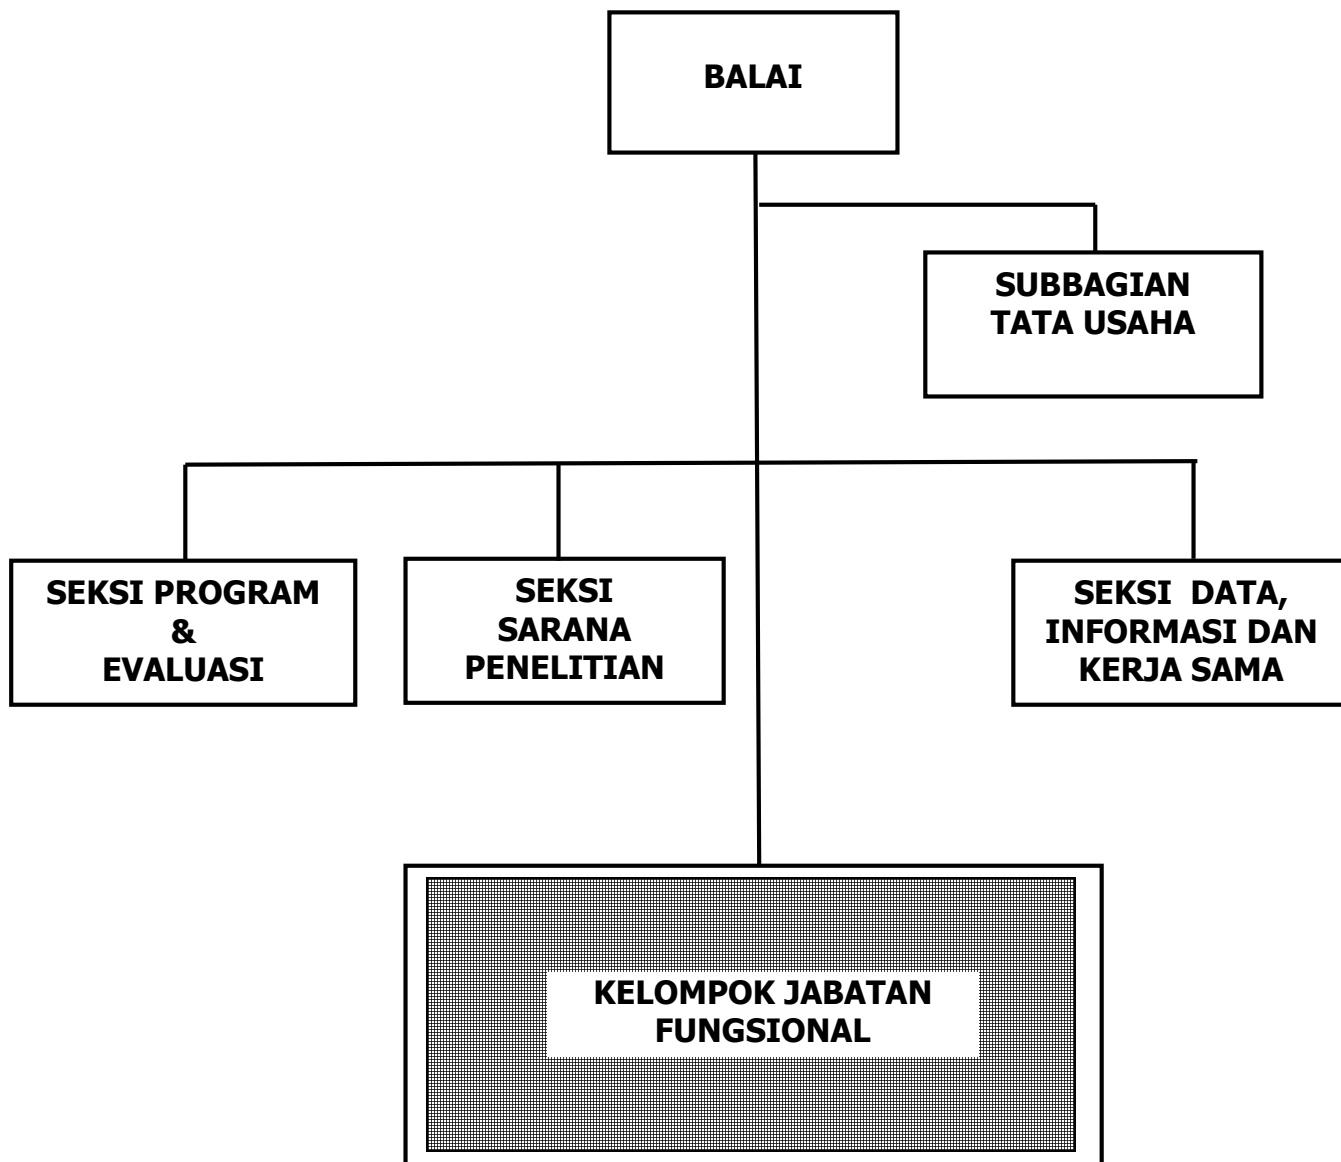 BALAI
SUBBAGIAN
TATA USAHA
SEKSI PROGRAM
&
EVALUASI
SEKSI
SARANA
PENELITIAN
SEKSI  DATA,
INFORMASI DAN
KERJA SAMA
KELOMPOK JABATAN
FUNGSIONAL